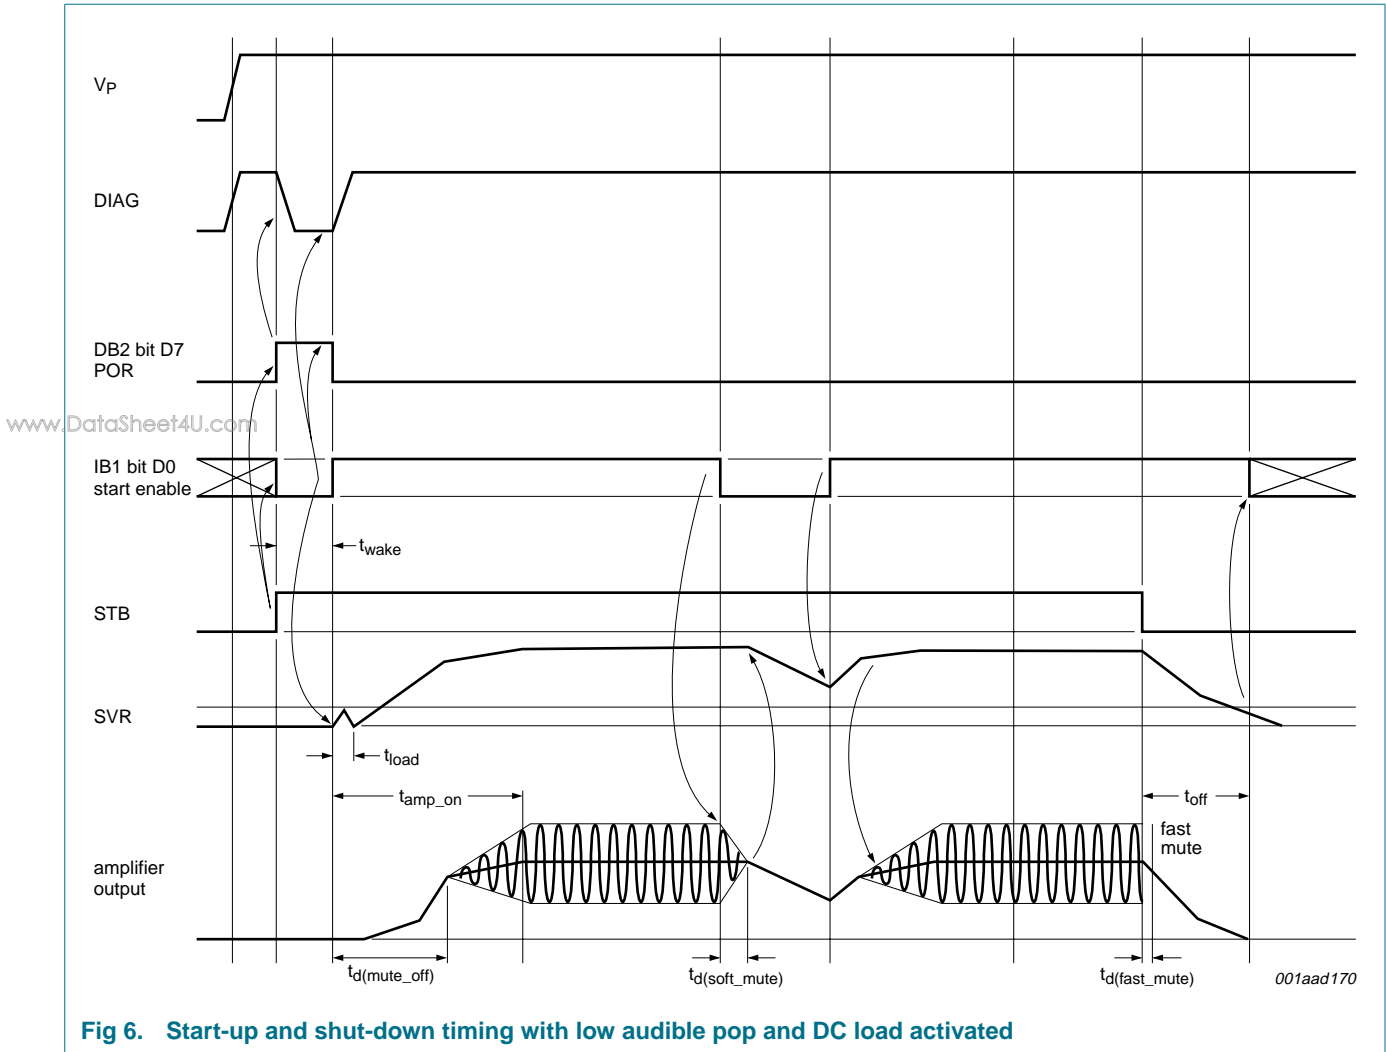 VP
DIAG
DB2 bit D7
POR
www.DataSheet4U.com
IB1 bit D0
start enable
twake
STB
SVR
tload
tamp_on
toff
fast
mute
amplifier
output
td(mute_off)
td(soft_mute)
td(fast_mute)
001aad170
Fig 6. Start-up and shut-down timing with low audible pop and DC load activated